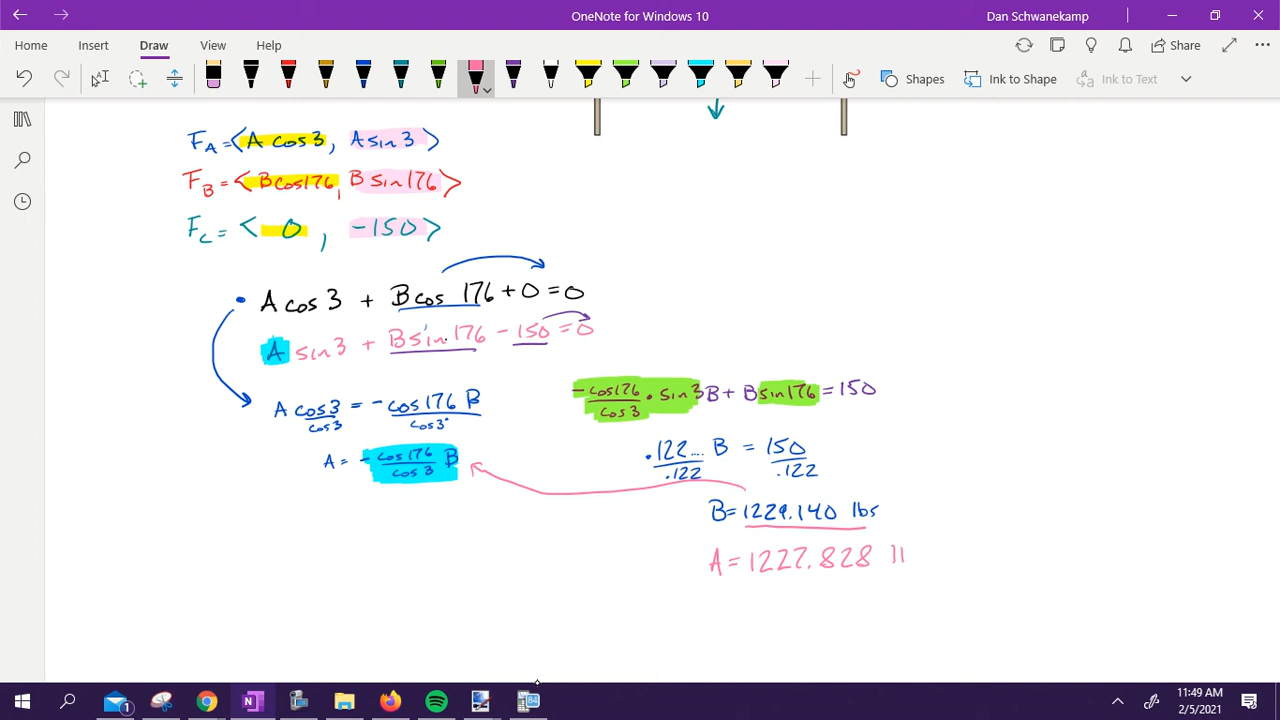 OneNote for Windows 10
Dan Schwanekamp
Home Insert Draw View Help
Share
Shapes
Ink to Shape
Ink to Text
F_A = <A cos 3, A sin 3>
F_B = <B cos 176, B sin 176>
F_C = < 0 , -150 >
• A cos 3 + B cos 176 + 0 = 0
A sin 3 + B sin 176 - 150 = 0
A cos 3 / cos 3 = - cos 176 B / cos 3°
A = - cos 176 / cos 3 B
- cos 176 / cos 3 • sin 3 B + B sin 176 = 150
.122... B / .122 = 150 / .122
B = 1229.140 lbs
A = 1227.828
11:49 AM
2/5/2021